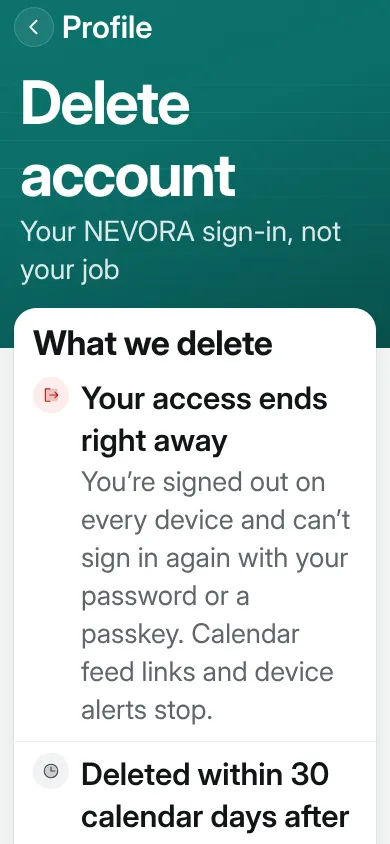 Profile
Delete
account
Your NEVORA sign-in, not
your job
What we delete
Your access ends
right away
You’re signed out on
every device and can’t
sign in again with your
password or a
passkey. Calendar
feed links and device
alerts stop.
Deleted within 30
calendar days after